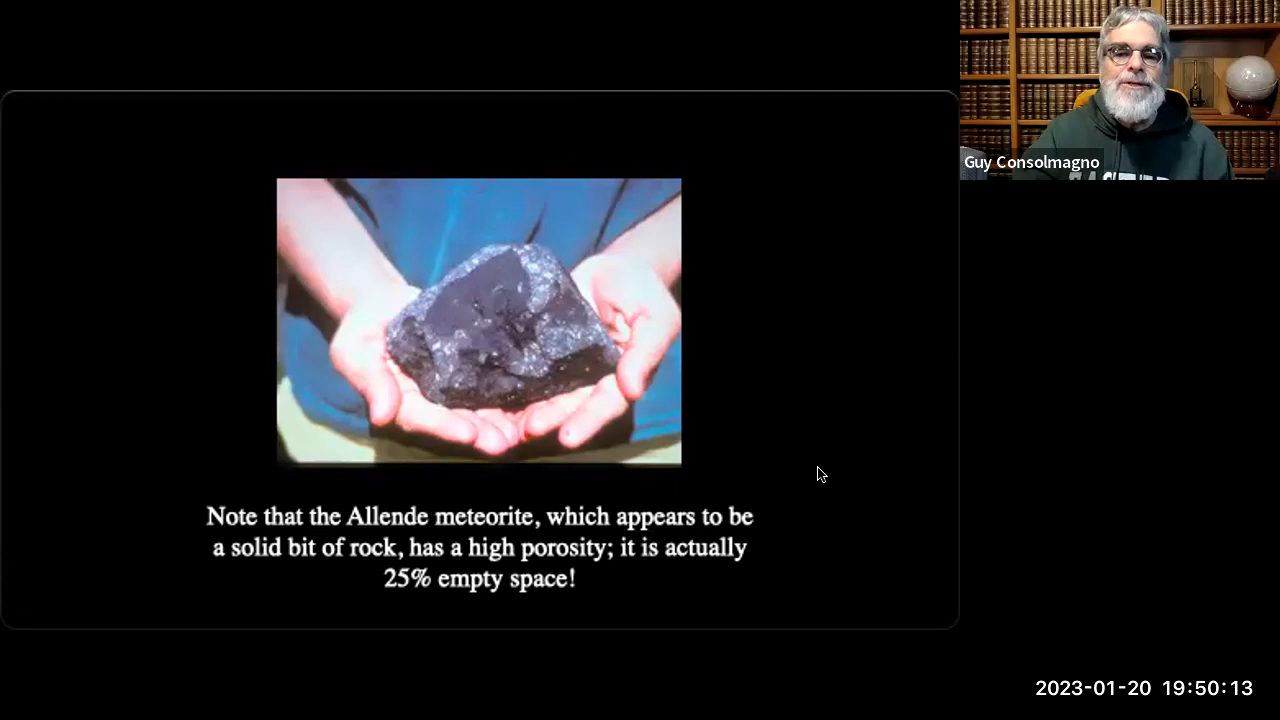 Guy Consolmagno
Note that the Allende meteorite, which appears to be
a solid bit of rock, has a high porosity; it is actually
25% empty space!
2023-01-20 19:50:13